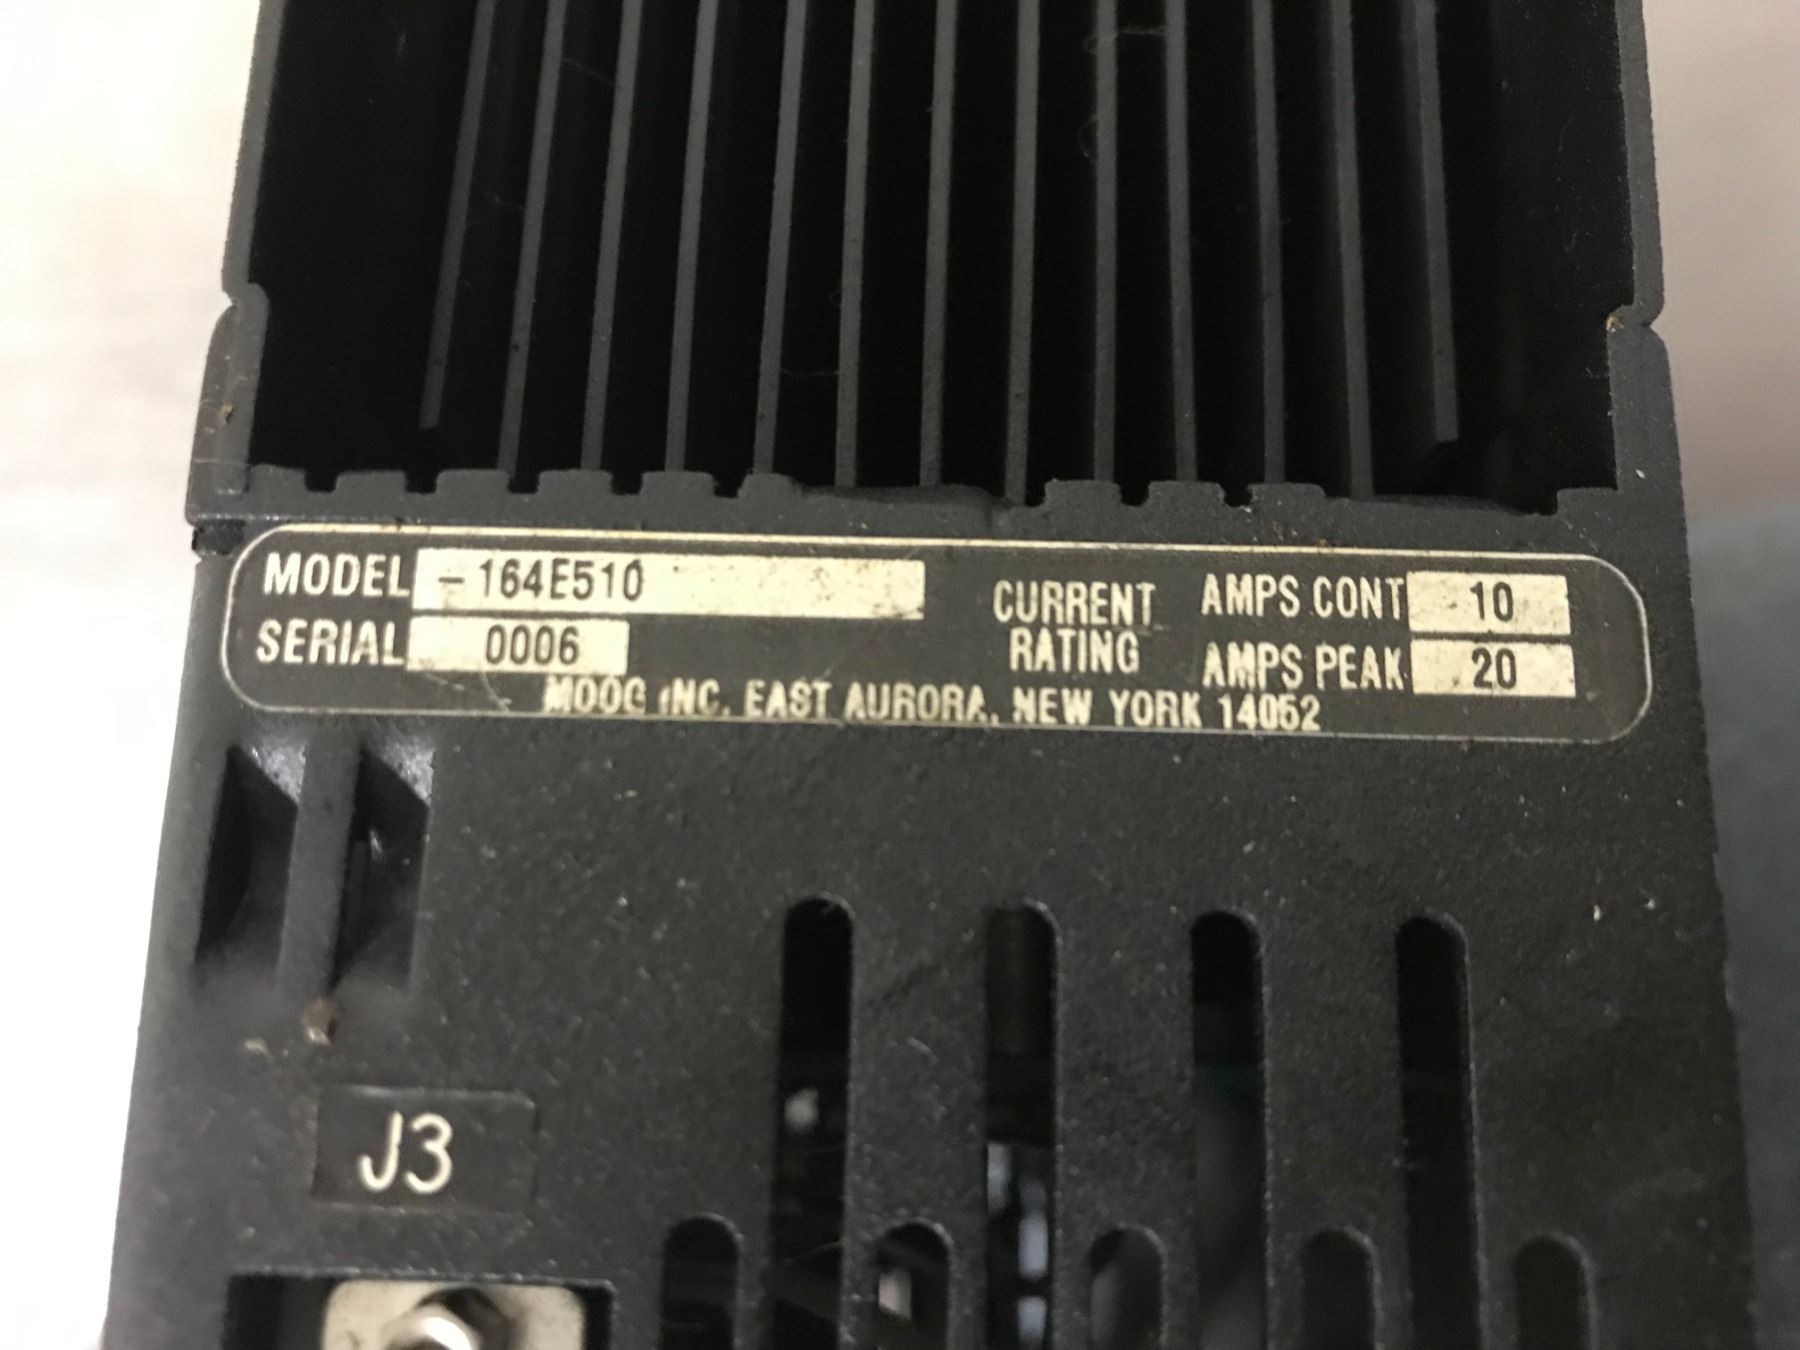 MODEL -164E510
SERIAL 0006
CURRENT RATING
AMPS CONT 10
AMPS PEAK 20
MOOG INC. EAST AURORA, NEW YORK 14052
J3